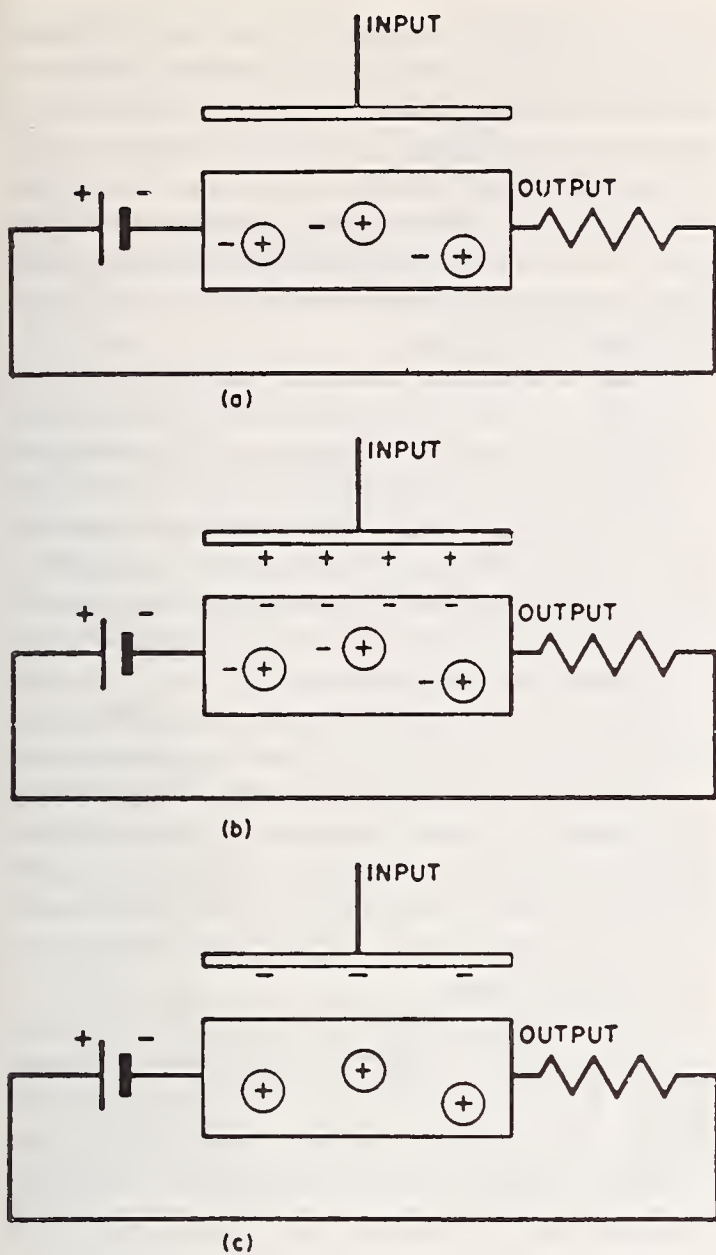 INPUT
+ -
OUTPUT
- + - + - +
(a)
INPUT
+ + + +
- - - -
+ -
OUTPUT
- + - + - +
(b)
INPUT
- - -
+ -
OUTPUT
+ + +
(c)